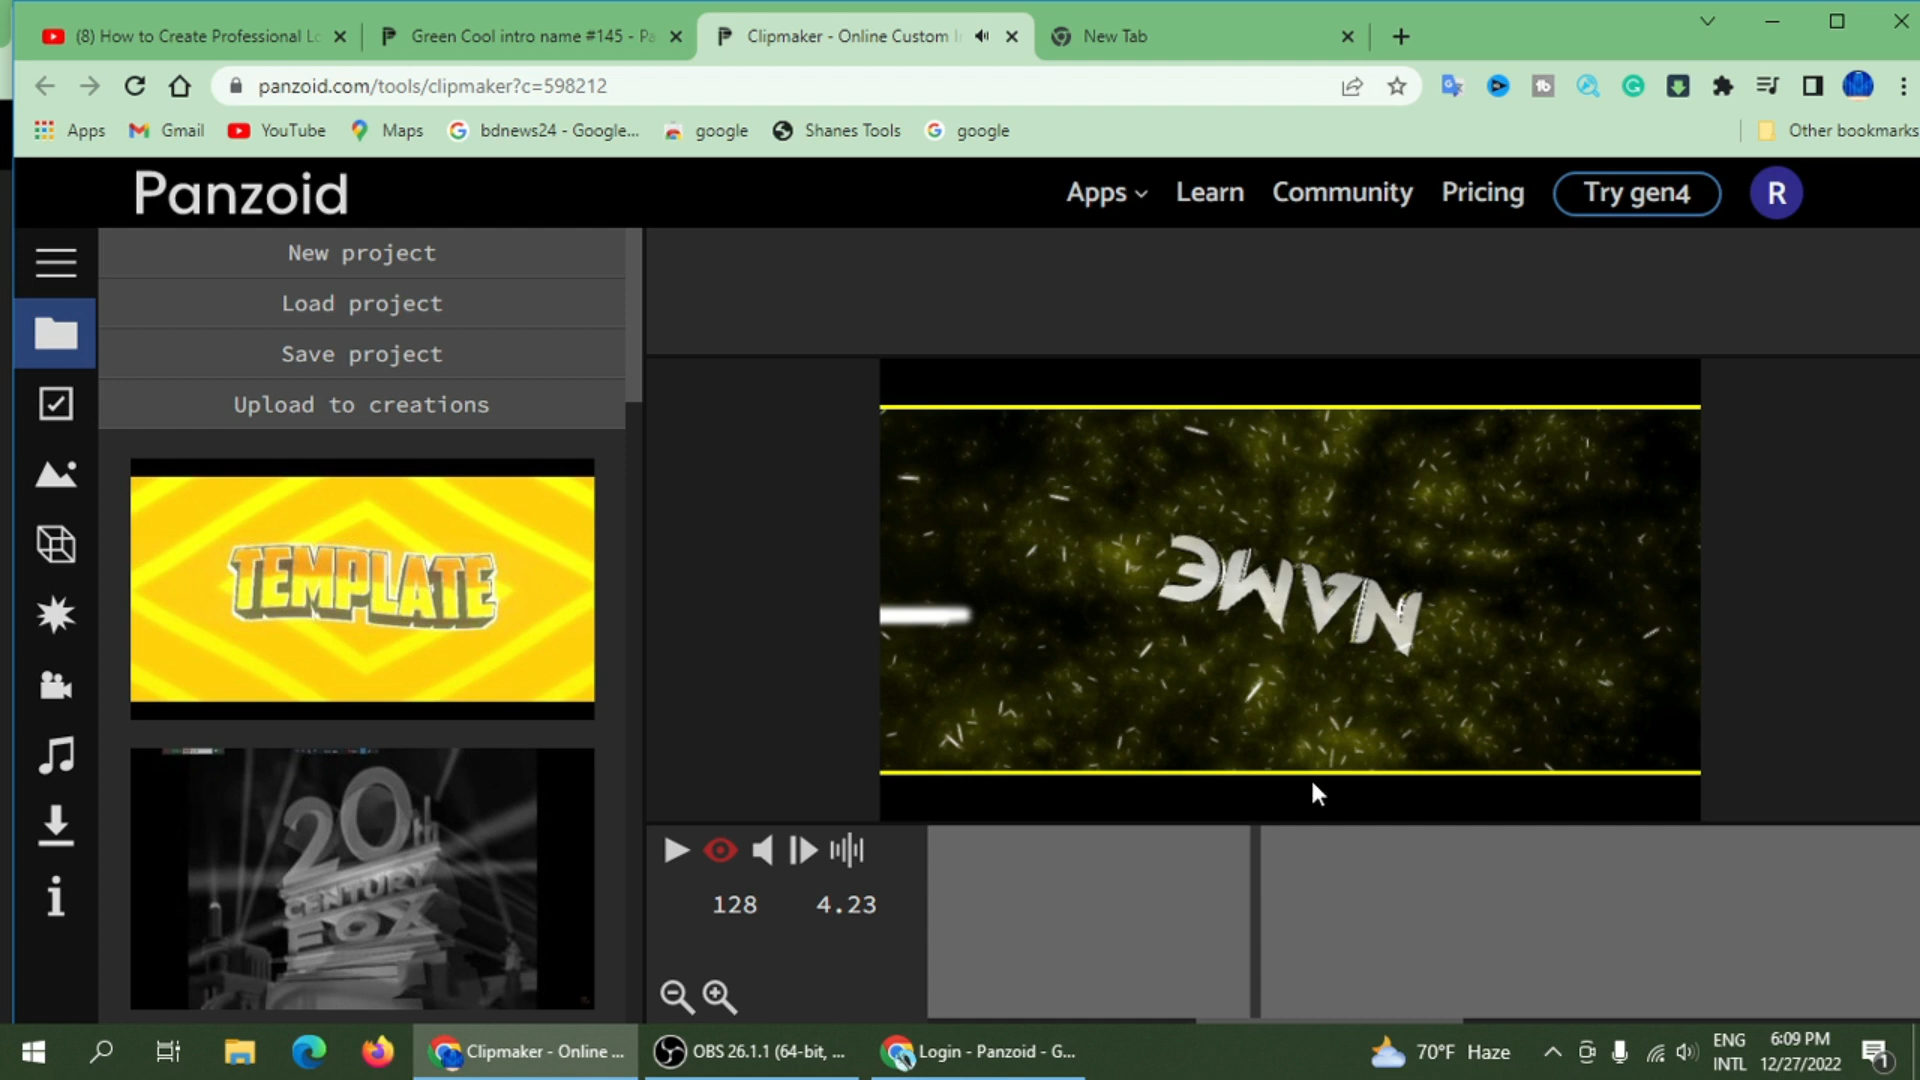 (8) How to Create Professional Lo
Green Cool intro name #145 - Pa
Clipmaker - Online Custom In
New Tab
panzoid.com/tools/clipmaker?c=598212
Apps
Gmail
YouTube
Maps
bdnews24 - Google...
google
Shanes Tools
google
Other bookmarks
Panzoid
Apps
Learn
Community
Pricing
Try gen4
R
New project
Load project
Save project
Upload to creations
TEMPLATE
NAME
20th
CENTURY
FOX
128
4.23
Clipmaker - Online ...
OBS 26.1.1 (64-bit, ...
Login - Panzoid - G...
70°F Haze
ENG
INTL
6:09 PM
12/27/2022
1